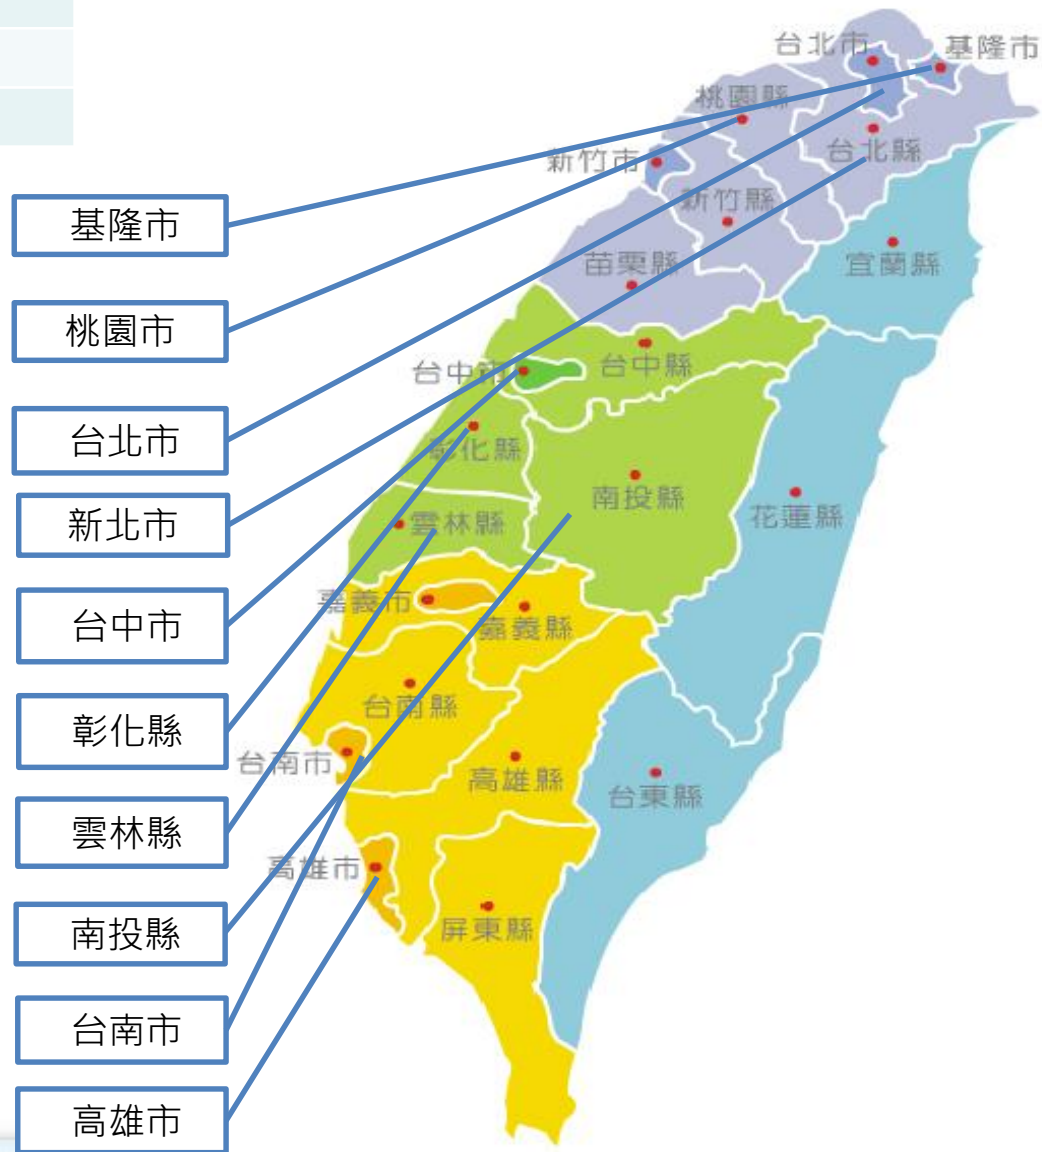 台北市
基隆市
桃園縣
新竹市
台北縣
新竹縣
苗栗縣
宜蘭縣
台中市
台中縣
彰化縣
南投縣
花蓮縣
雲林縣
嘉義市
嘉義縣
台南縣
台南市
高雄縣
台東縣
高雄市
屏東縣
基隆市
桃園市
台北市
新北市
台中市
彰化縣
雲林縣
南投縣
台南市
高雄市